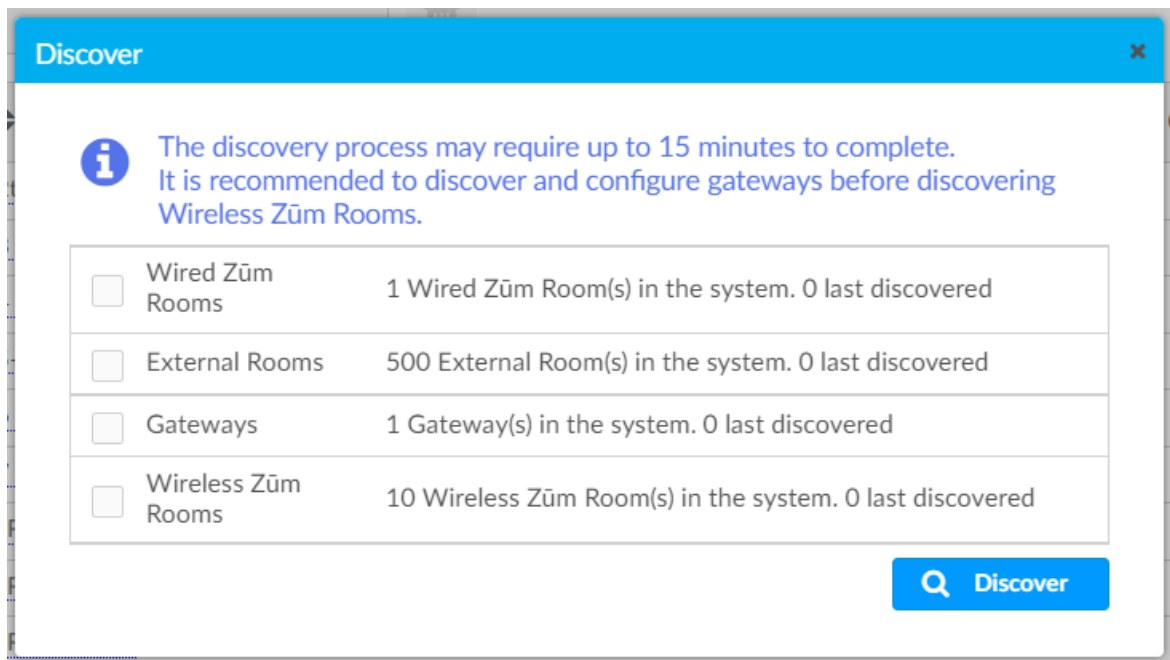 Discover
The discovery process may require up to 15 minutes to complete.
It is recommended to discover and configure gateways before discovering
Wireless Zūm Rooms.
Wired Zūm
Rooms
1 Wired Zūm Room(s) in the system. 0 last discovered
External Rooms
500 External Room(s) in the system. 0 last discovered
Gateways
1 Gateway(s) in the system. 0 last discovered
Wireless Zūm
Rooms
10 Wireless Zūm Room(s) in the system. 0 last discovered
Discover